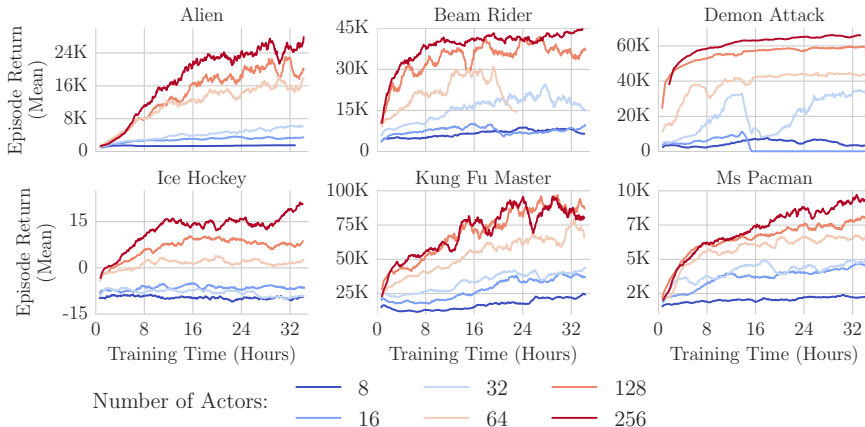 Alien
Beam Rider
Demon Attack
Episode Return
(Mean)
24K
16K
8K
0
45K
30K
15K
0
60K
40K
20K
0
Ice Hockey
Kung Fu Master
Ms Pacman
Episode Return
(Mean)
15
0
-15
100K
75K
50K
25K
10K
7K
5K
2K
0 8 16 24 32
0 8 16 24 32
0 8 16 24 32
Training Time (Hours)
Training Time (Hours)
Training Time (Hours)
Number of Actors:
8 32 128
16 64 256